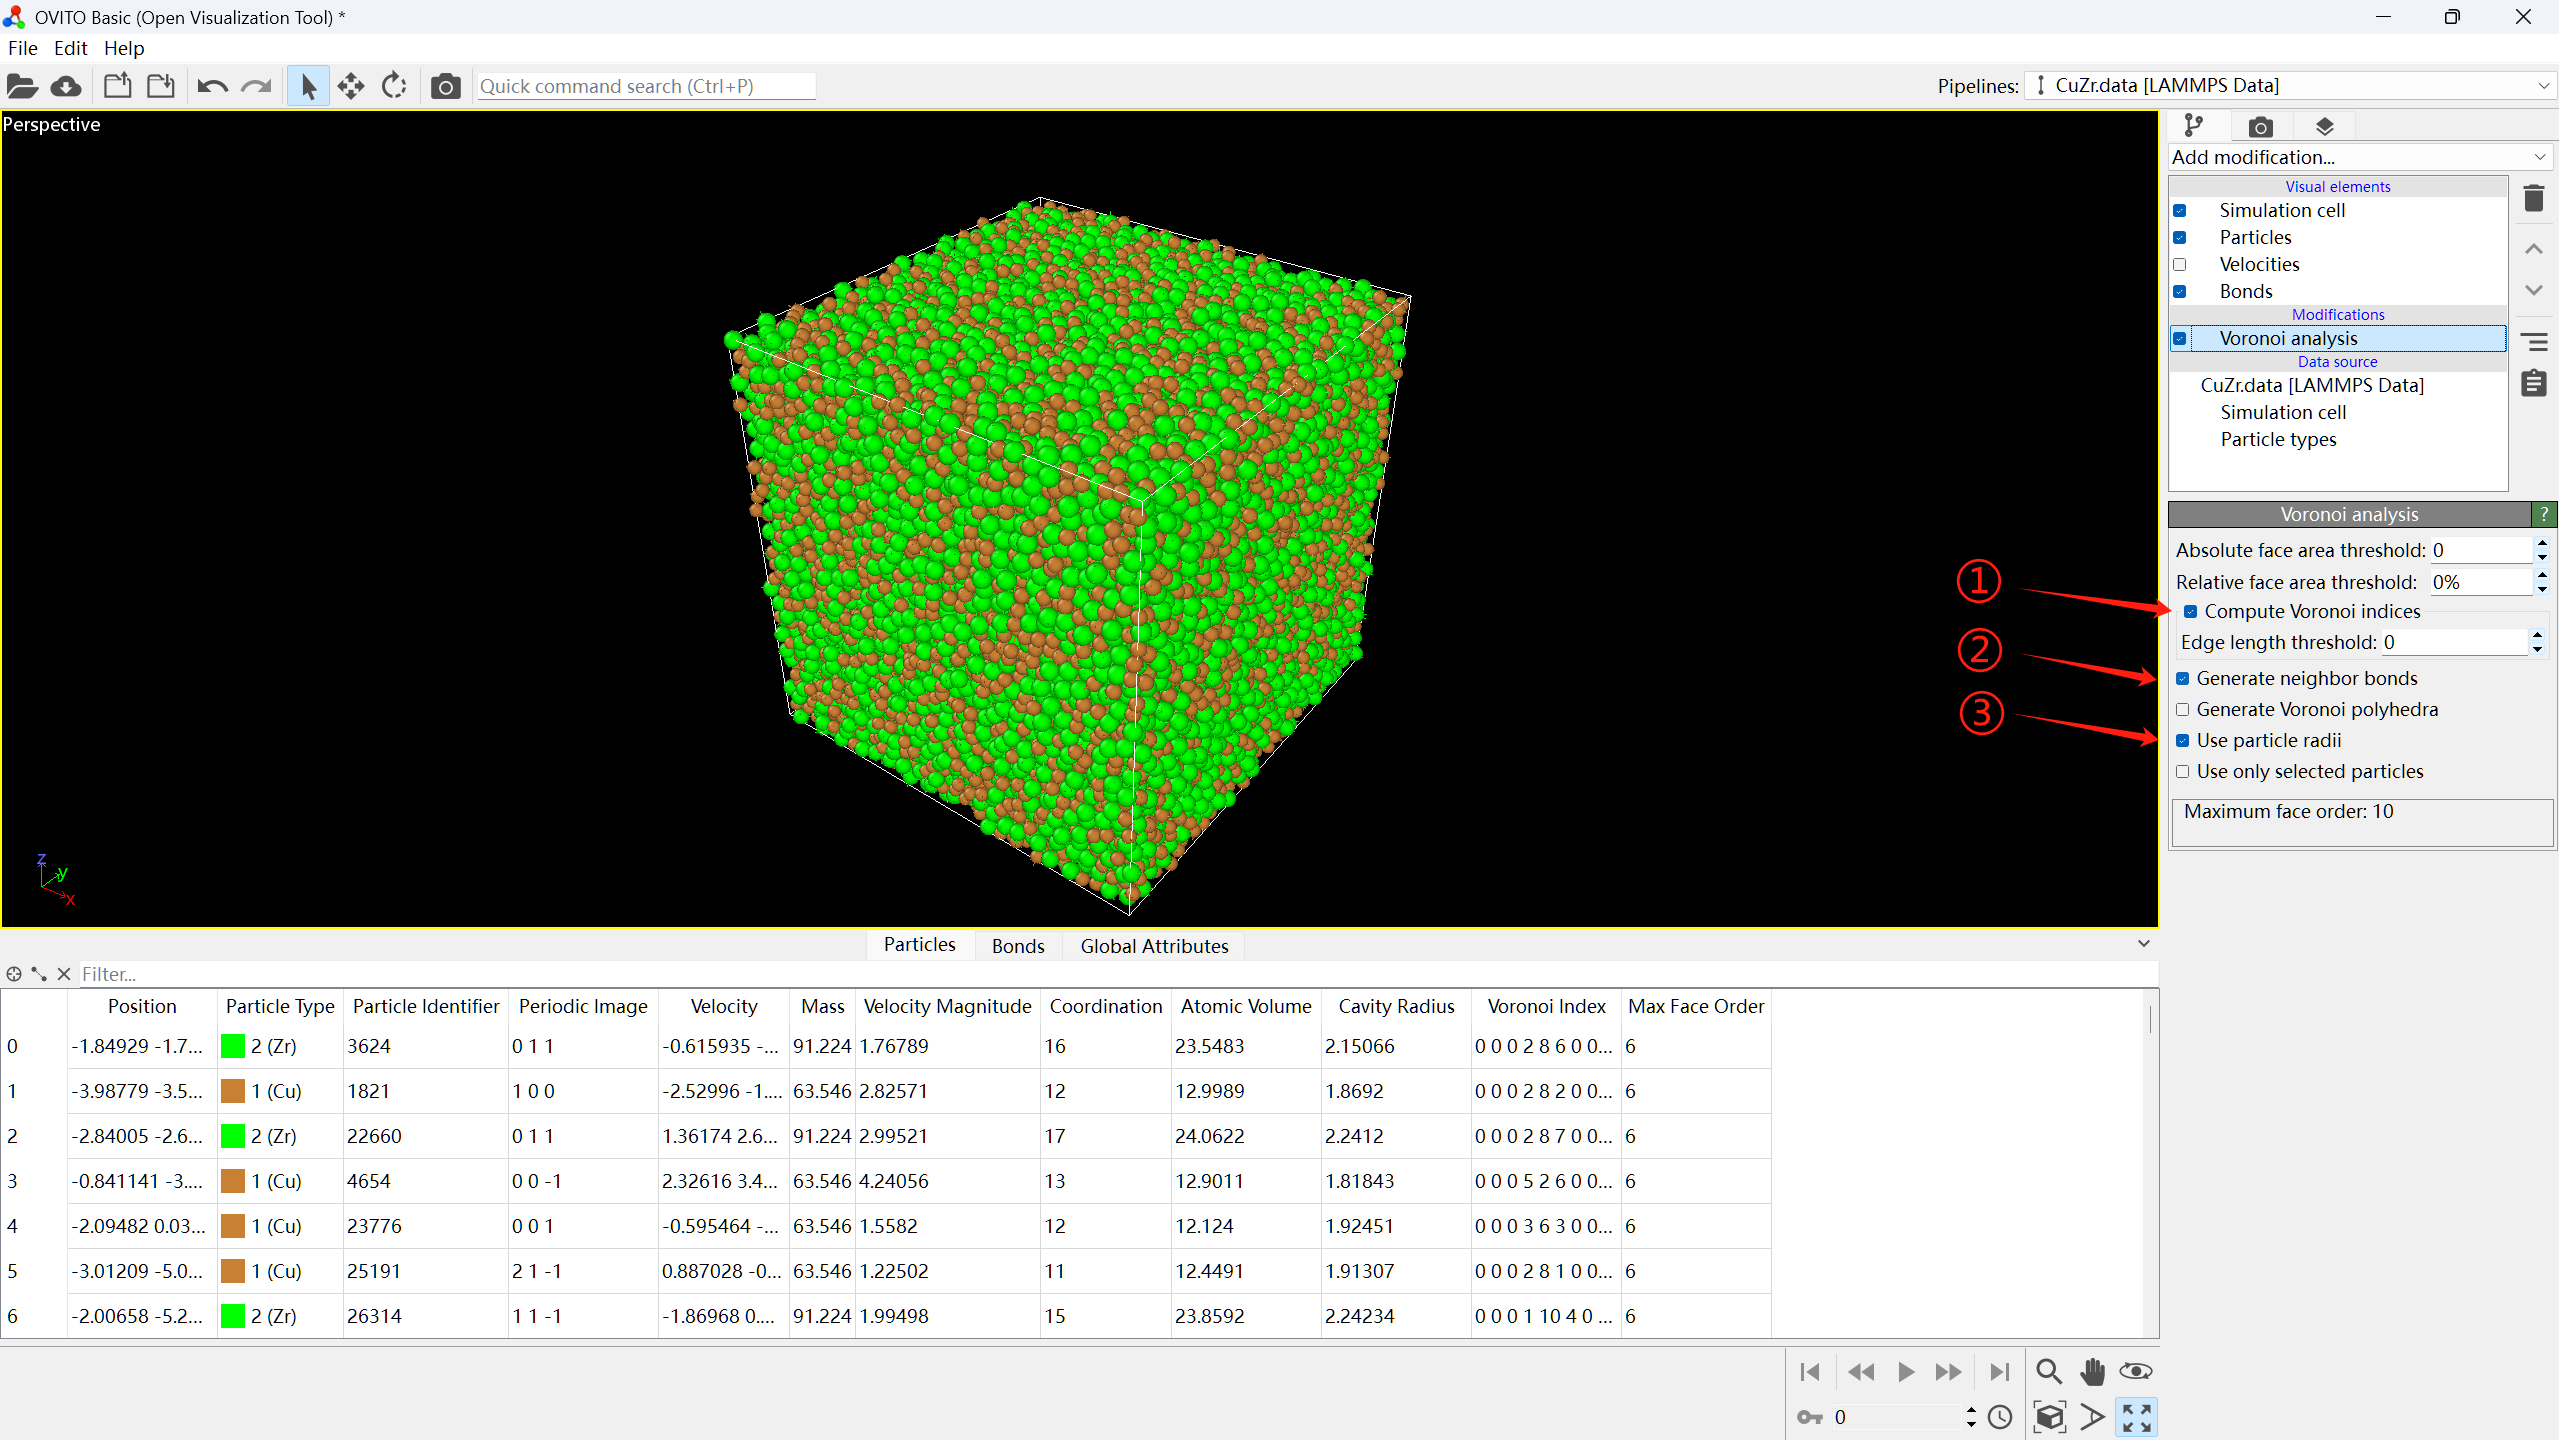 OVITO Basic (Open Visualization Tool) *
File Edit Help
Quick command search (Ctrl+P)
Pipelines: CuZr.data [LAMMPS Data]
Perspective
z
y
x
①
②
③
Add modification...
Visual elements
Simulation cell
Particles
Velocities
Bonds
Modifications
Voronoi analysis
Data source
CuZr.data [LAMMPS Data]
Simulation cell
Particle types
Voronoi analysis ?
Absolute face area threshold: 0
Relative face area threshold: 0%
Compute Voronoi indices
Edge length threshold: 0
Generate neighbor bonds
Generate Voronoi polyhedra
Use particle radii
Use only selected particles
Maximum face order: 10
Particles Bonds Global Attributes
Filter...
Position Particle Type Particle Identifier Periodic Image Velocity Mass Velocity Magnitude Coordination Atomic Volume Cavity Radius Voronoi Index Max Face Order
0 -1.84929 -1.7... 2 (Zr) 3624 0 1 1 -0.615935 -... 91.224 1.76789 16 23.5483 2.15066 0 0 0 2 8 6 0 0... 6
1 -3.98779 -3.5... 1 (Cu) 1821 1 0 0 -2.52996 -1.... 63.546 2.82571 12 12.9989 1.8692 0 0 0 2 8 2 0 0... 6
2 -2.84005 -2.6... 2 (Zr) 22660 0 1 1 1.36174 2.6... 91.224 2.99521 17 24.0622 2.2412 0 0 0 2 8 7 0 0... 6
3 -0.841141 -3.... 1 (Cu) 4654 0 0 -1 2.32616 3.4... 63.546 4.24056 13 12.9011 1.81843 0 0 0 5 2 6 0 0... 6
4 -2.09482 0.03... 1 (Cu) 23776 0 0 1 -0.595464 -... 63.546 1.5582 12 12.124 1.92451 0 0 0 3 6 3 0 0... 6
5 -3.01209 -5.0... 1 (Cu) 25191 2 1 -1 0.887028 -0... 63.546 1.22502 11 12.4491 1.91307 0 0 0 2 8 1 0 0... 6
6 -2.00658 -5.2... 2 (Zr) 26314 1 1 -1 -1.86968 0.... 91.224 1.99498 15 23.8592 2.24234 0 0 0 1 10 4 0 ... 6
0